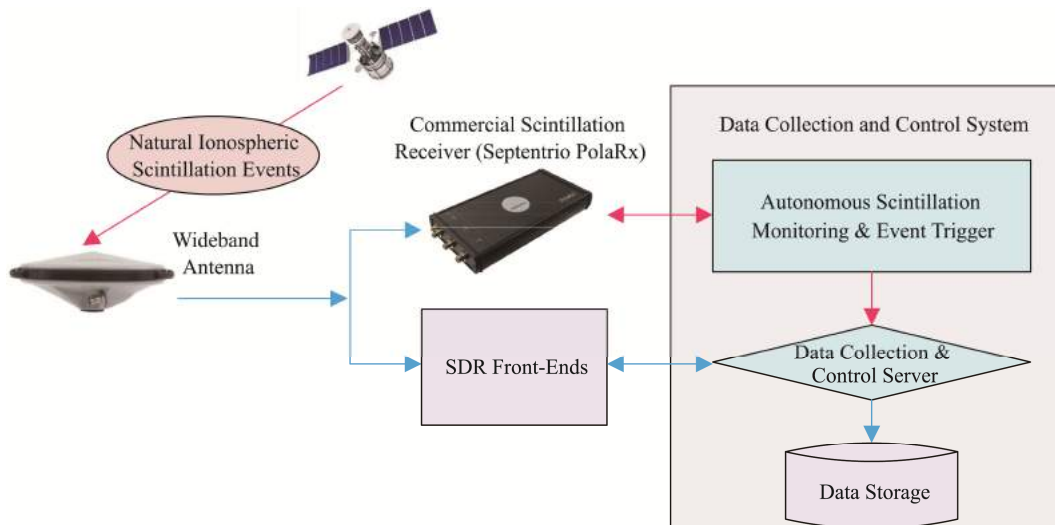 Natural Ionospheric
Scintillation Events
Wideband
Antenna
Commercial Scintillation
Receiver (Septentrio PolaRx)
SDR Front-Ends
Data Collection and Control System
Autonomous Scintillation
Monitoring & Event Trigger
Data Collection &
Control Server
Data Storage